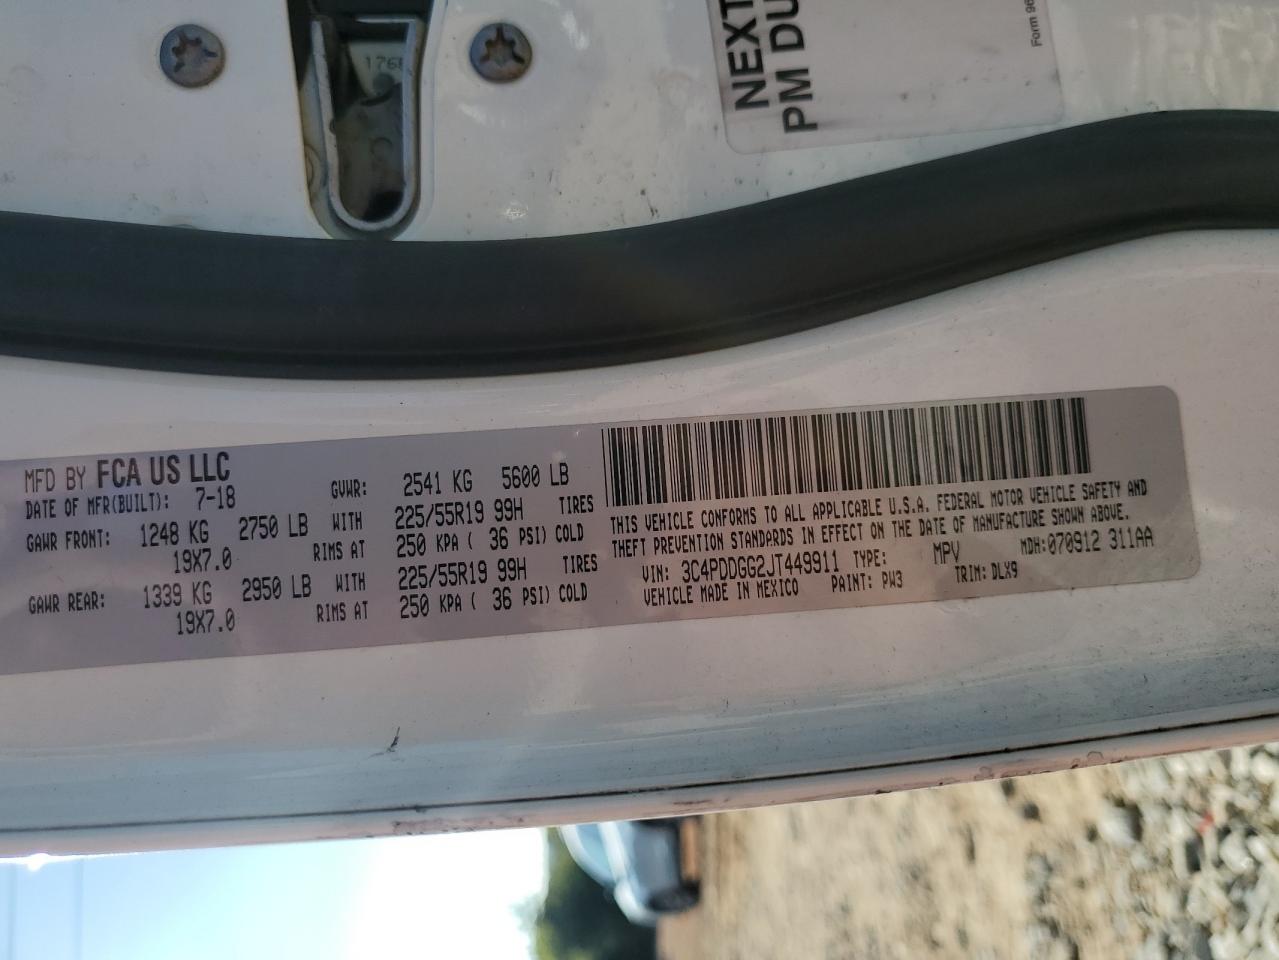 176
NEXT
PM DU
Form 96
MFD BY FCA US LLC
DATE OF MFR(BUILT): 7-18 GVWR: 2541 KG 5600 LB
GAWR FRONT: 1248 KG 2750 LB WITH 225/55R19 99H TIRES
19X7.0 RIMS AT 250 KPA ( 36 PSI) COLD
GAWR REAR: 1339 KG 2950 LB WITH 225/55R19 99H TIRES
19X7.0 RIMS AT 250 KPA ( 36 PSI) COLD
THIS VEHICLE CONFORMS TO ALL APPLICABLE U.S.A. FEDERAL MOTOR VEHICLE SAFETY AND
THEFT PREVENTION STANDARDS IN EFFECT ON THE DATE OF MANUFACTURE SHOWN ABOVE.
VIN: 3C4PDDGG2JT449911 TYPE: MPV MDH:070912 311AA
VEHICLE MADE IN MEXICO PAINT: PW3 TRIM: DLX9